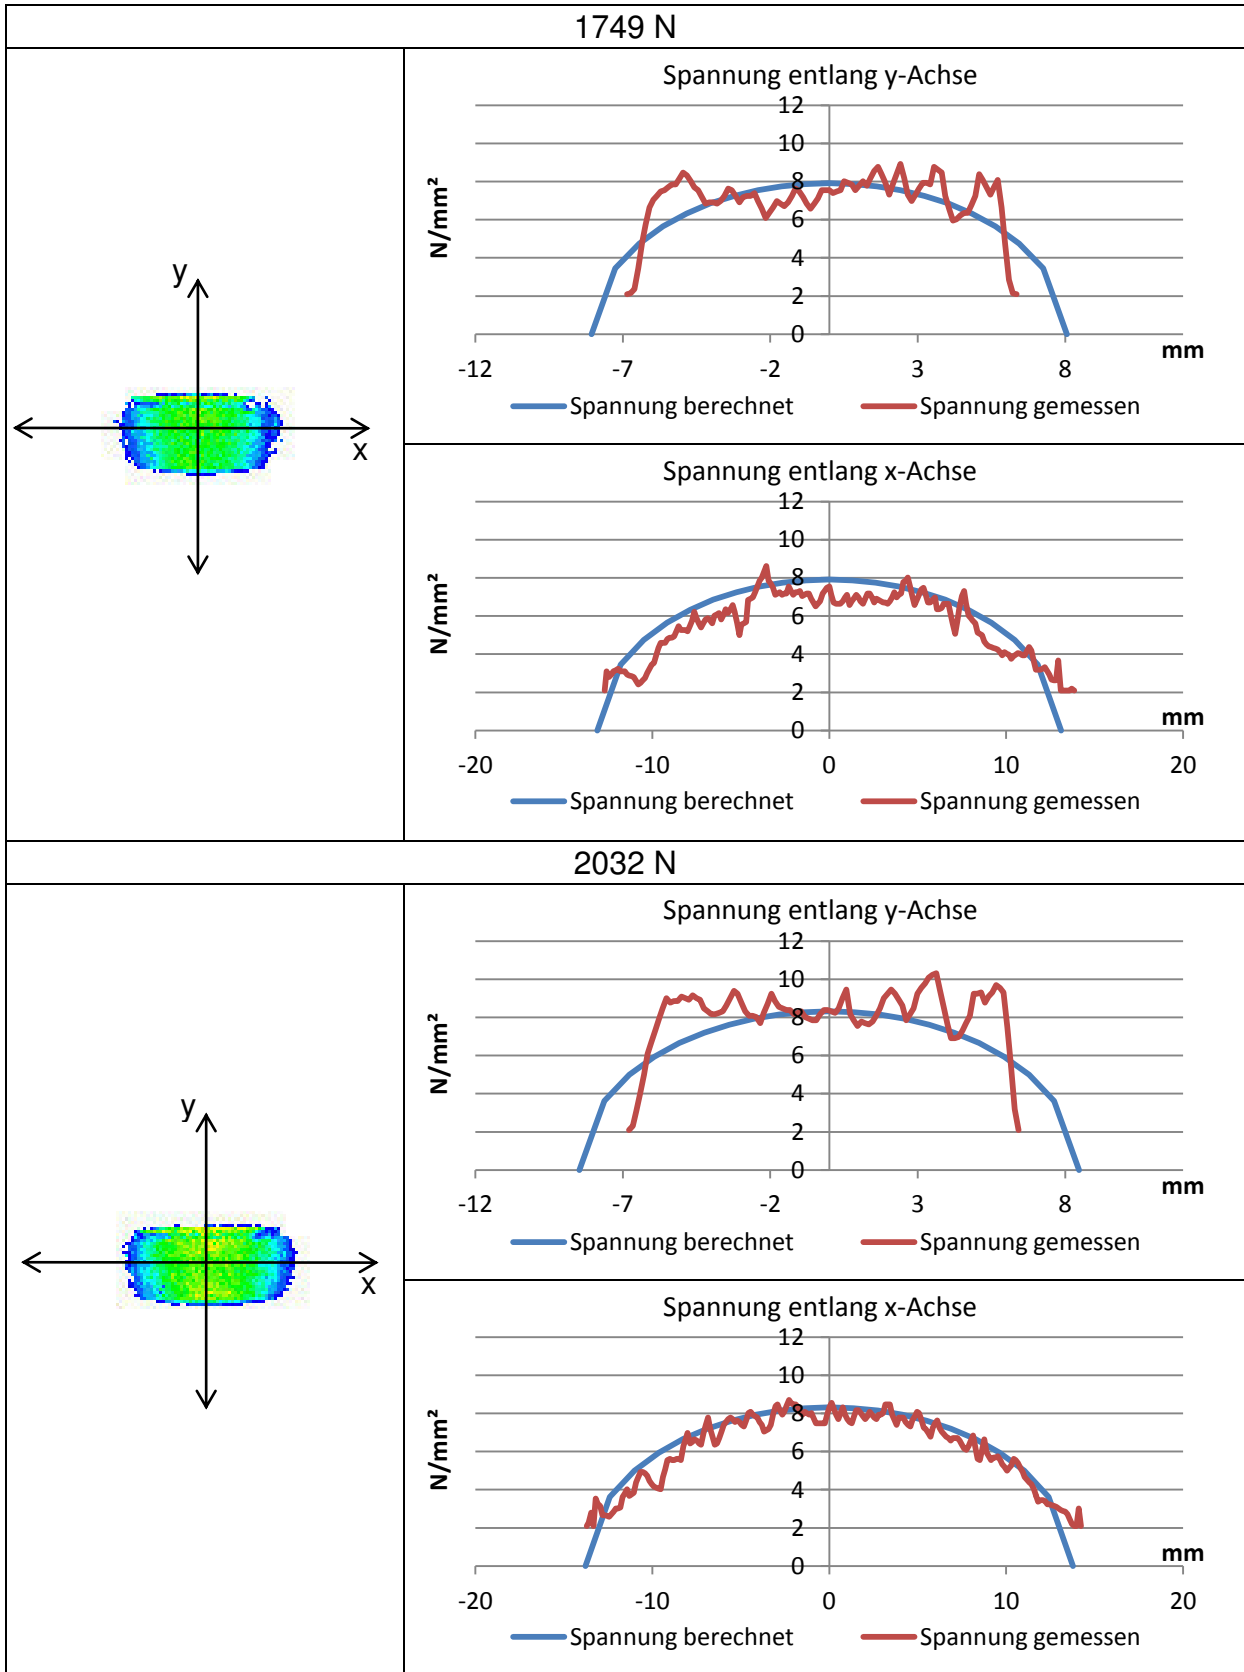 1749 N
y
x
Spannung entlang y-Achse
N/mm²
12
10
8
6
4
2
0
-12 -7 -2 3 8
mm
Spannung berechnet Spannung gemessen
Spannung entlang x-Achse
N/mm²
12
10
8
6
4
2
0
-20 -10 0 10 20
mm
Spannung berechnet Spannung gemessen
2032 N
y
x
Spannung entlang y-Achse
N/mm²
12
10
8
6
4
2
0
-12 -7 -2 3 8
mm
Spannung berechnet Spannung gemessen
Spannung entlang x-Achse
N/mm²
12
10
8
6
4
2
0
-20 -10 0 10 20
mm
Spannung berechnet Spannung gemessen